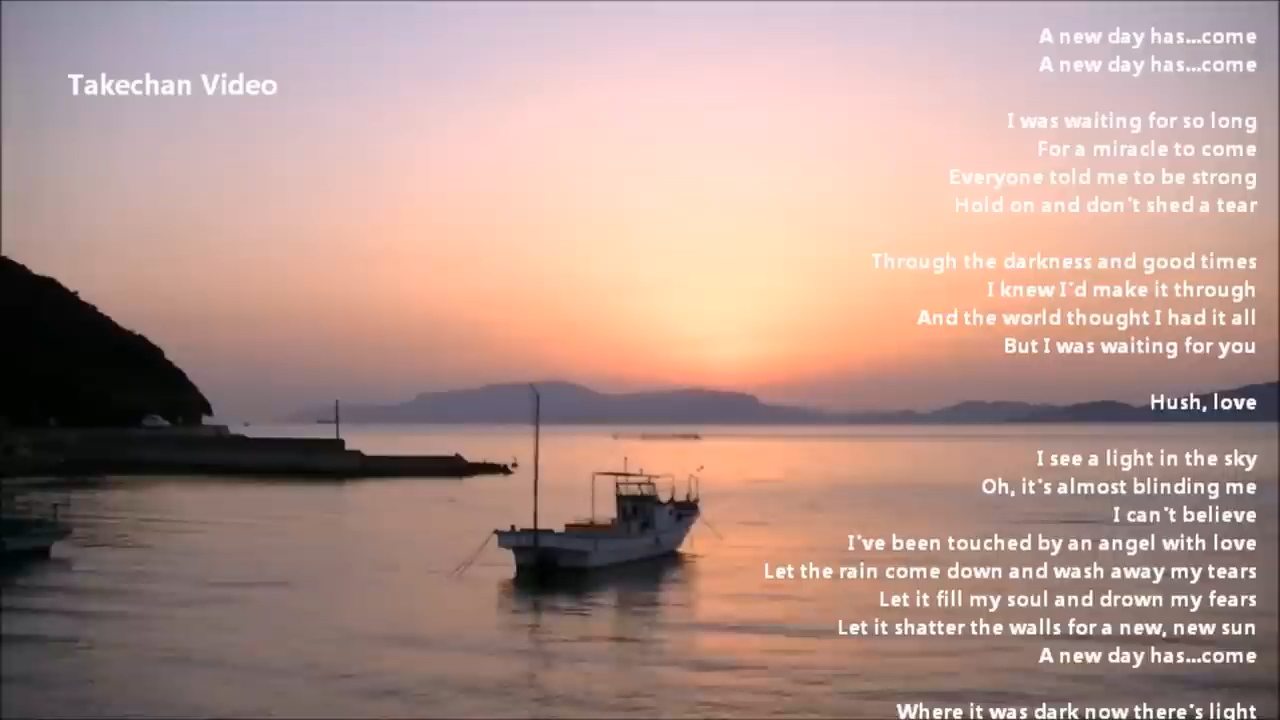 Takechan Video
A new day has...come
A new day has...come
I was waiting for so long
For a miracle to come
Everyone told me to be strong
Hold on and don't shed a tear
Through the darkness and good times
I knew I'd make it through
And the world thought I had it all
But I was waiting for you
Hush, love
I see a light in the sky
Oh, it's almost blinding me
I can't believe
I've been touched by an angel with love
Let the rain come down and wash away my tears
Let it fill my soul and drown my fears
Let it shatter the walls for a new, new sun
A new day has...come
Where it was dark now there's light